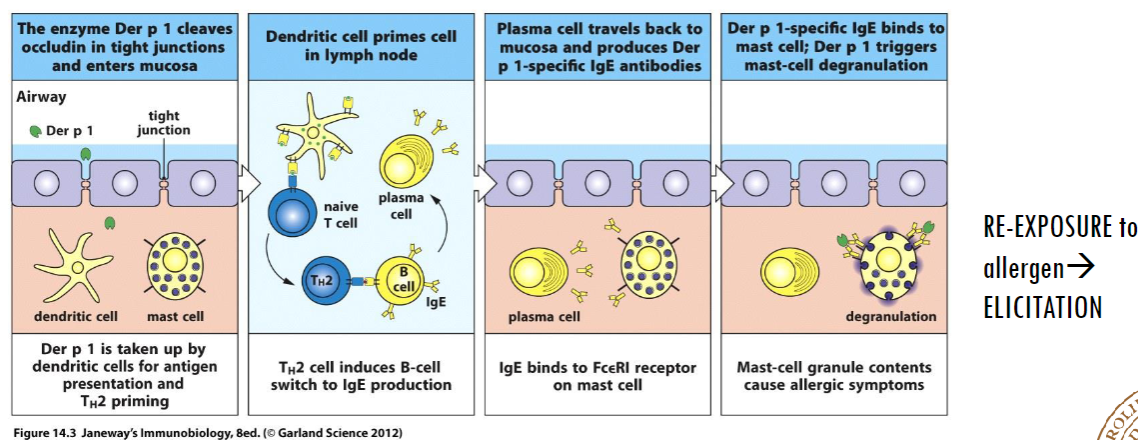 The enzyme Der p 1 cleaves
occludin in tight junctions
and enters mucosa
Airway
Der p 1
tight
junction
dendritic cell
mast cell
Der p 1 is taken up by
dendritic cells for antigen
presentation and
TH2 priming
Dendritic cell primes cell
in lymph node
naive
T cell
plasma
cell
TH2
B
cell
IgE
TH2 cell induces B-cell
switch to IgE production
Plasma cell travels back to
mucosa and produces Der
p 1-specific IgE antibodies
plasma cell
IgE binds to FcεRI receptor
on mast cell
Der p 1-specific IgE binds to
mast cell; Der p 1 triggers
mast-cell degranulation
degranulation
Mast-cell granule contents
cause allergic symptoms
RE-EXPOSURE to
allergen→
ELICITATION
Figure 14.3 Janeway's Immunobiology, 8ed. (© Garland Science 2012)